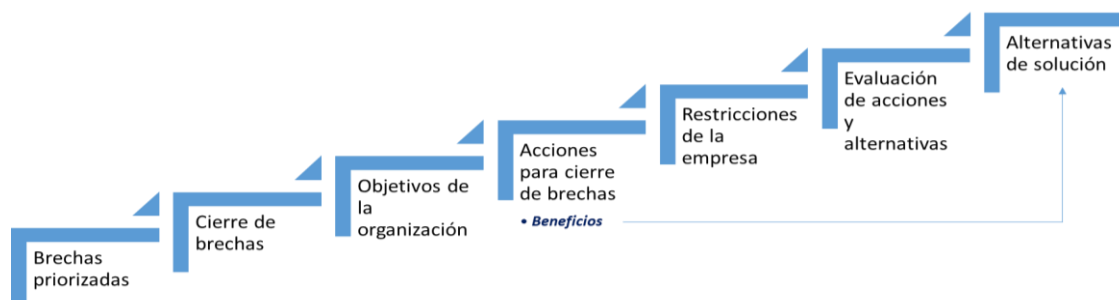 Brechas
priorizadas
Cierre de
brechas
Objetivos de
la
organización
Acciones
para cierre
de brechas
• Beneficios
Restricciones
de la
empresa
Evaluación
de acciones
y
alternativas
Alternativas
de solución